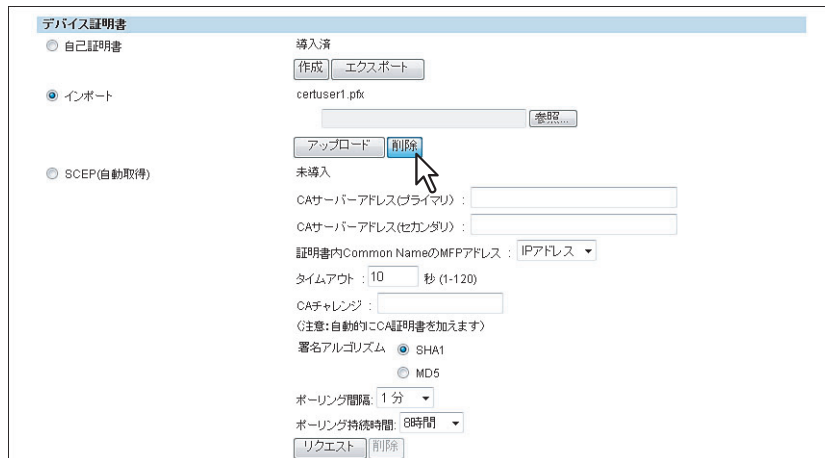 デバイス証明書
自己証明書 導入済
作成 エクスポート
インポート certuser1.pfx
参照...
アップロード 削除
SCEP(自動取得) 未導入
CAサーバーアドレス(プライマリ) :
CAサーバーアドレス(セカンダリ) :
証明書内Common NameのMFPアドレス : IPアドレス
タイムアウト : 10 秒 (1-120)
CAチャレンジ :
(注意:自動的にCA証明書を加えます)
署名アルゴリズム SHA1
MD5
ポーリング間隔: 1 分
ポーリング持続時間: 8時間
リクエスト 削除